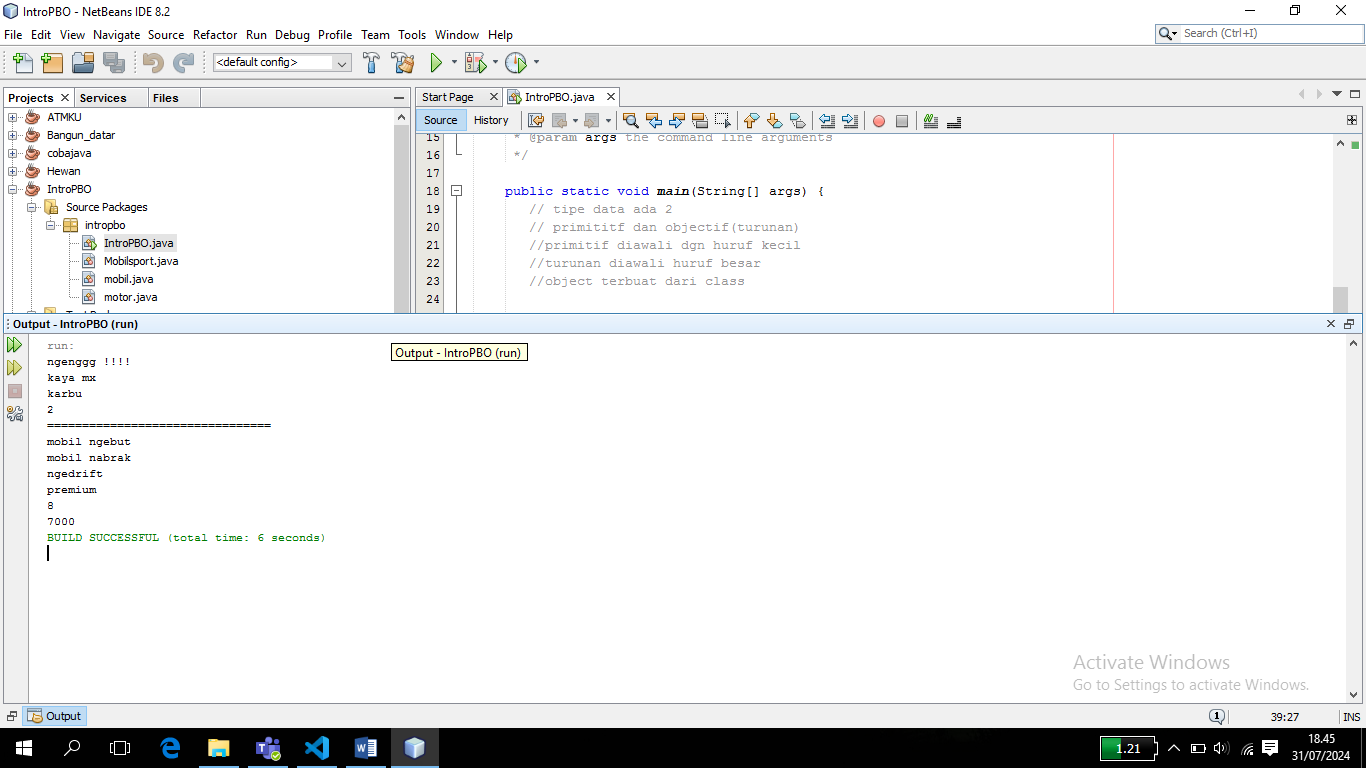 IntroPBO - NetBeans IDE 8.2
File Edit View Navigate Source Refactor Run Debug Profile Team Tools Window Help
Search (Ctrl+I)
<default config>
Projects Services Files
ATMKU
Bangun_datar
cobajava
Hewan
IntroPBO
Source Packages
intropbo
IntroPBO.java
Mobilsport.java
mobil.java
motor.java
Start Page IntroPBO.java
Source History
15 * @param args the command line arguments
16 */
17
18 public static void main(String[] args) {
19 // tipe data ada 2
20 // primititf dan objectif(turunan)
21 //primitif diawali dgn huruf kecil
22 //turunan diawali huruf besar
23 //object terbuat dari class
24
Output - IntroPBO (run)
Output - IntroPBO (run)
run:
ngenggg !!!!
kaya mx
karbu
2
================================
mobil ngebut
mobil nabrak
ngedrift
premium
8
7000
BUILD SUCCESSFUL (total time: 6 seconds)
Activate Windows
Go to Settings to activate Windows.
Output
1
39:27
INS
1.21
18.45
31/07/2024